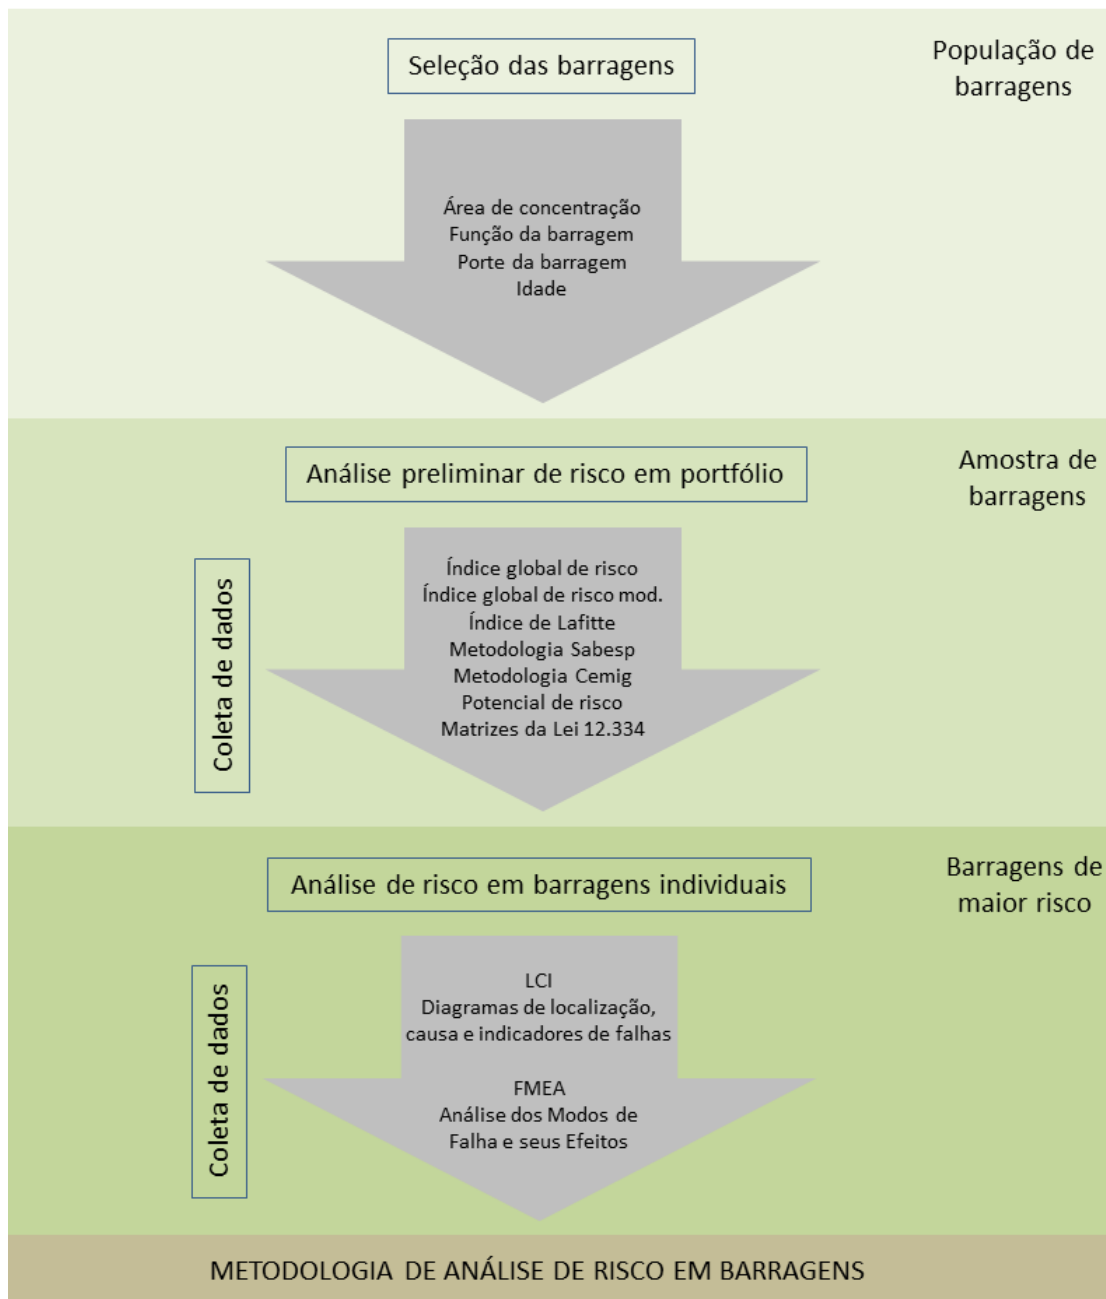 Seleção das barragens
População de
barragens
Área de concentração
Função da barragem
Porte da barragem
Idade
Análise preliminar de risco em portfólio
Amostra de
barragens
Coleta de dados
Índice global de risco
Índice global de risco mod.
Índice de Lafitte
Metodologia Sabesp
Metodologia Cemig
Potencial de risco
Matrizes da Lei 12.334
Análise de risco em barragens individuais
Barragens de
maior risco
Coleta de dados
LCI
Diagramas de localização,
causa e indicadores de falhas
FMEA
Análise dos Modos de
Falha e seus Efeitos
METODOLOGIA DE ANÁLISE DE RISCO EM BARRAGENS